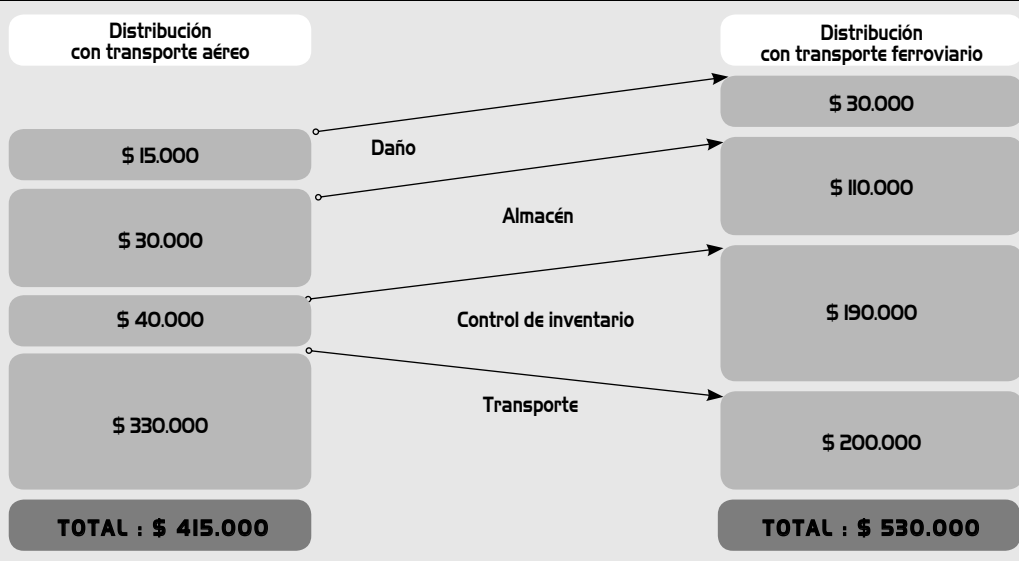 Distribución
con transporte aéreo
$ 15.000
$ 30.000
$ 40.000
$ 330.000
TOTAL : $ 415.000
Daño
Almacén
Control de inventario
Transporte
Distribución
con transporte ferroviario
$ 30.000
$ 110.000
$ 190.000
$ 200.000
TOTAL : $ 530.000